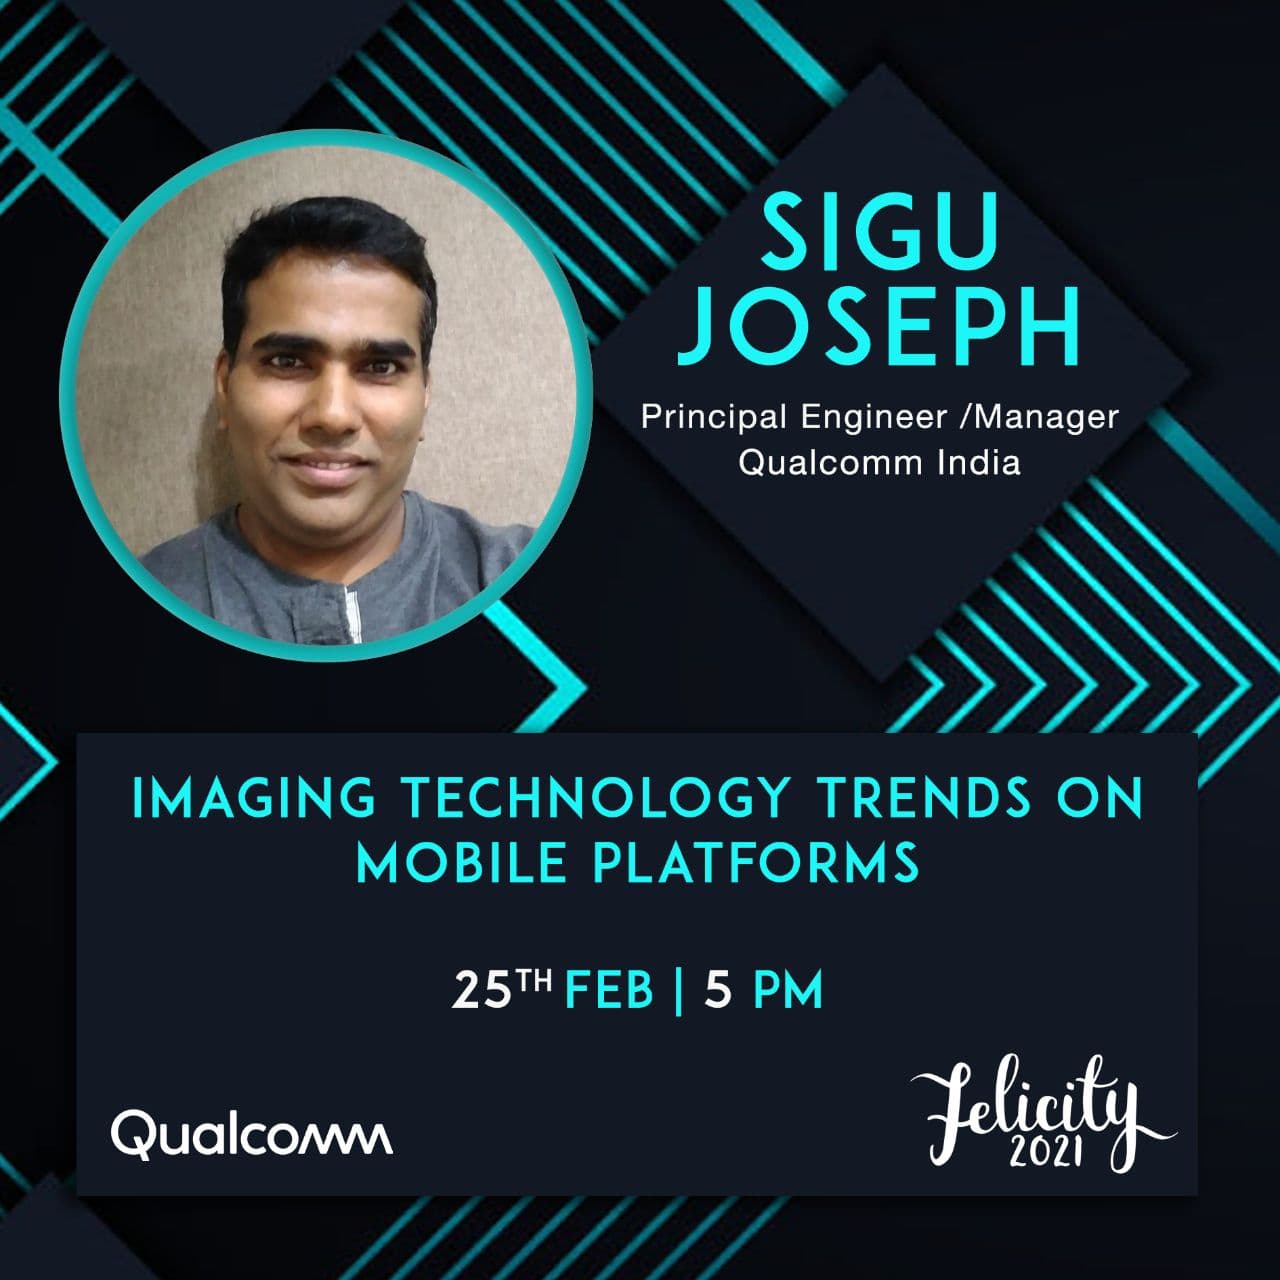 SIGU
JOSEPH
Principal Engineer /Manager
Qualcomm India
IMAGING TECHNOLOGY TRENDS ON
MOBILE PLATFORMS
25TH FEB | 5 PM
Qualcomm
Felicity
2021